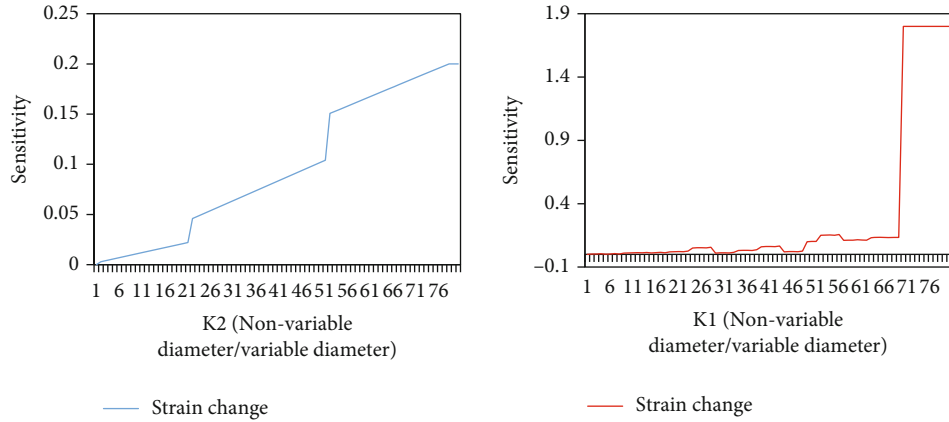 0.25
0.2
0.15
0.1
0.05
0
Sensitivity
1 6 11 16 21 26 31 36 41 46 51 56 61 66 71 76
K2 (Non-variable
diameter/variable diameter)
Strain change
1.9
1.4
0.9
0.4
–0.1
Sensitivity
1 6 11 16 21 26 31 36 41 46 51 56 61 66 71 76
K1 (Non-variable
diameter/variable diameter)
Strain change